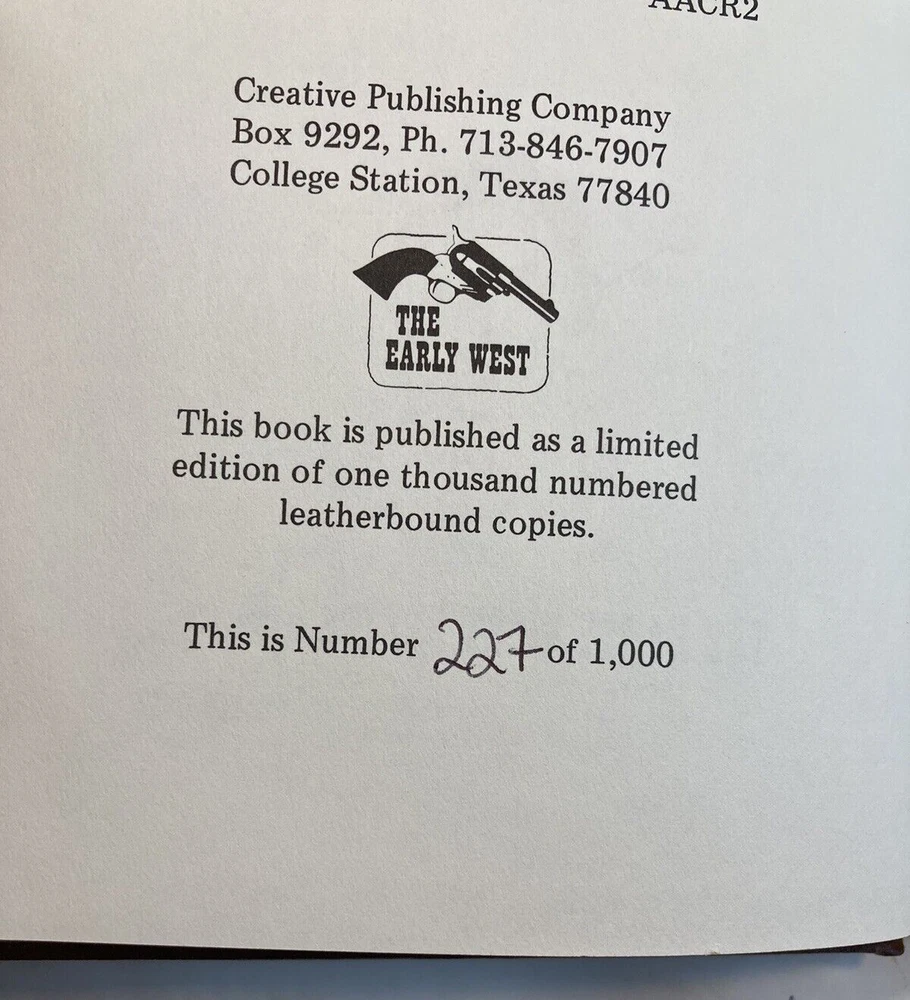 AACR2
Creative Publishing Company
Box 9292, Ph. 713-846-7907
College Station, Texas 77840
THE
EARLY WEST
This book is published as a limited
edition of one thousand numbered
leatherbound copies.
This is Number 227 of 1,000